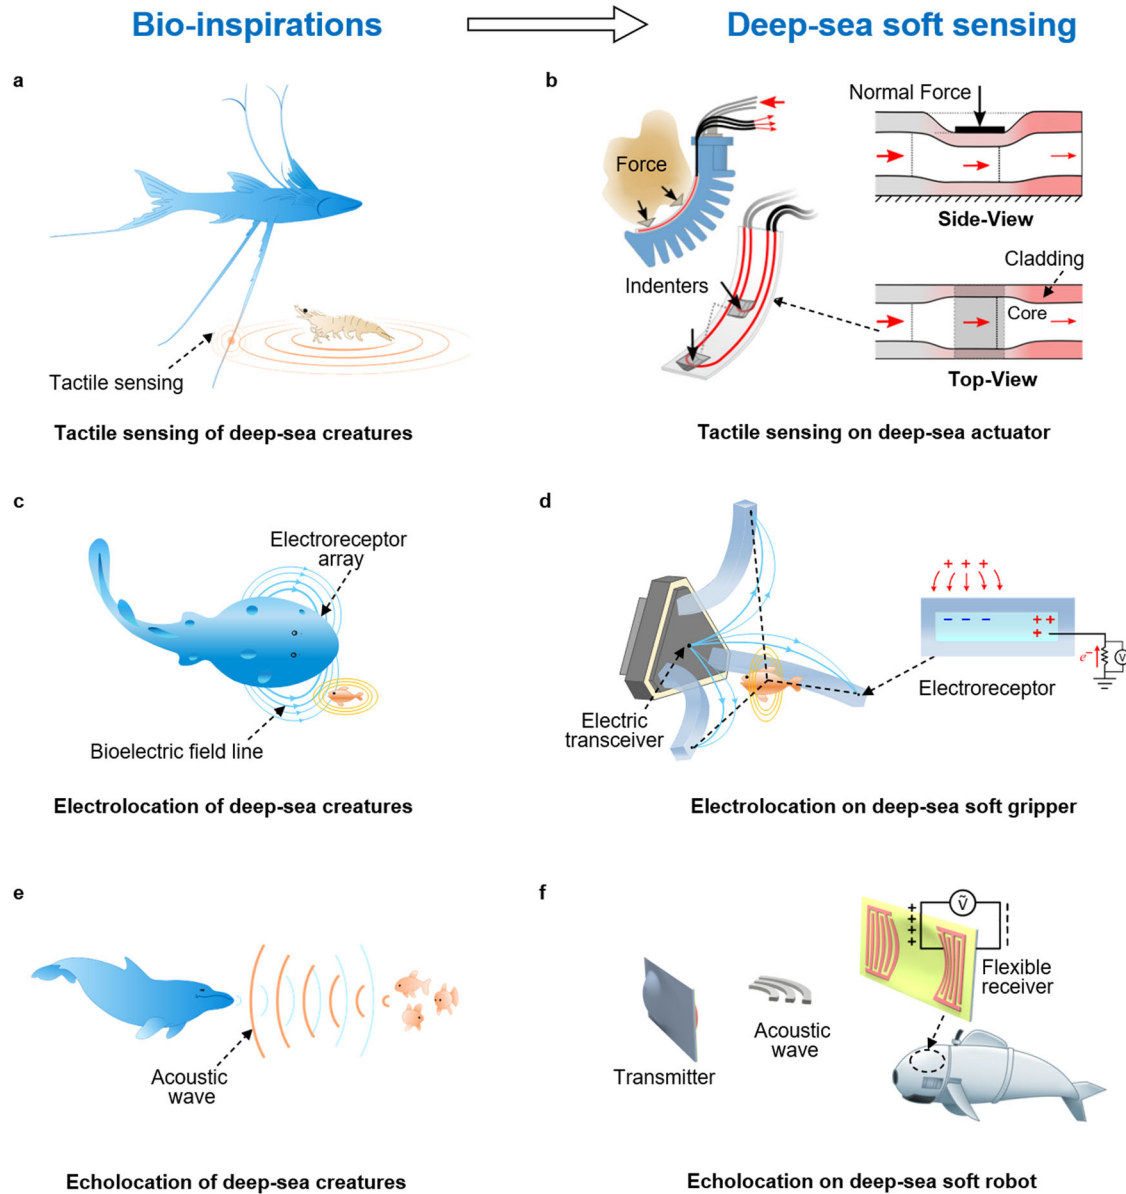 Bio-inspirations
Deep-sea soft sensing
a
Tactile sensing
Tactile sensing of deep-sea creatures
b
Force
Indenters
Normal Force
Side-View
Cladding
Core
Top-View
Tactile sensing on deep-sea actuator
c
Electroreceptor
array
Bioelectric field line
Electrolocation of deep-sea creatures
d
Electric
transceiver
+ + +
− − −
+ +
+
e⁻
V
Electroreceptor
Electrolocation on deep-sea soft gripper
e
Acoustic
wave
Echolocation of deep-sea creatures
f
Transmitter
Acoustic
wave
+
+
+
+
Ṽ
Flexible
receiver
Echolocation on deep-sea soft robot